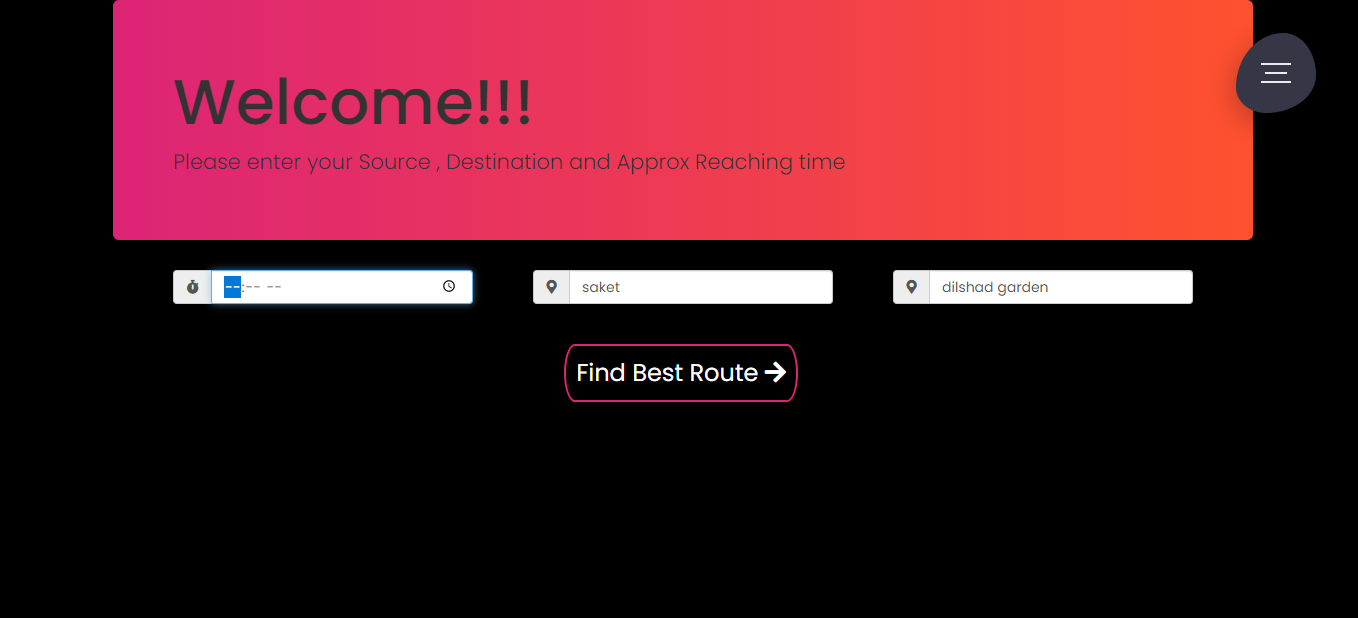 Welcome!!!
Please enter your Source , Destination and Approx Reaching time
--:-- --
saket
dilshad garden
Find Best Route